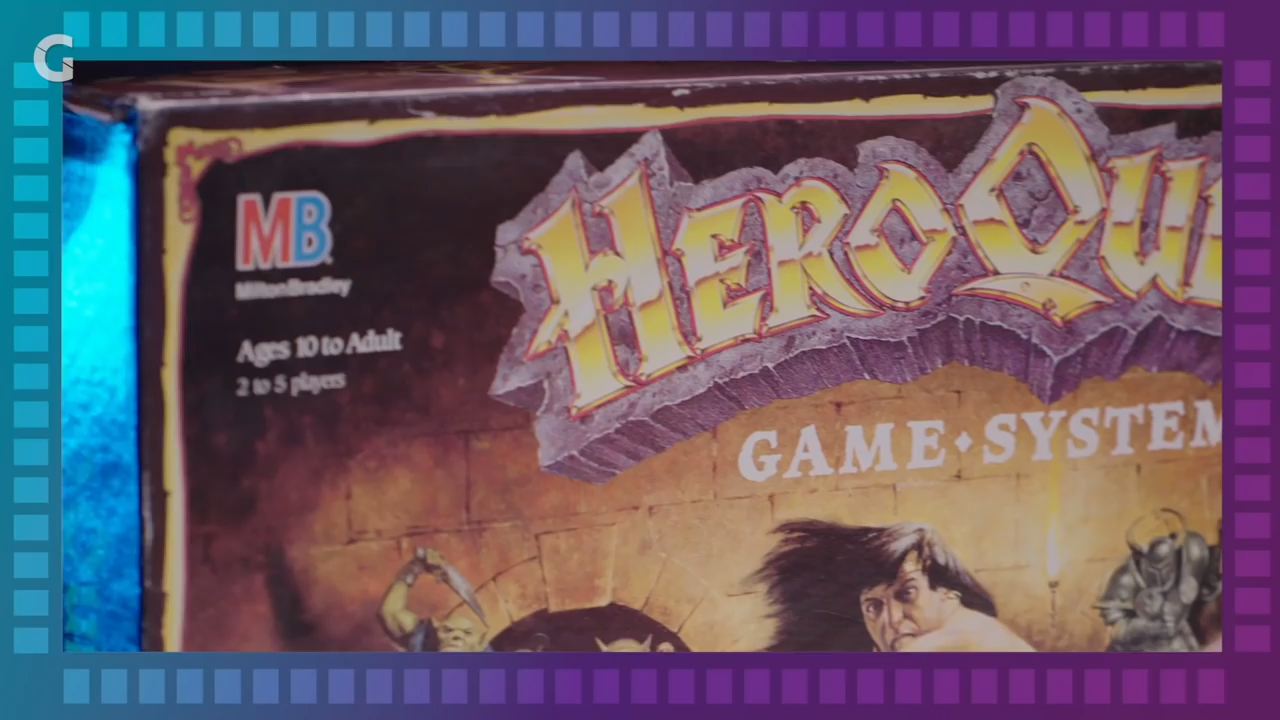 G
MB
Milton Bradley
Ages 10 to Adult
2 to 5 players
HEROQU
GAME·SYSTEM